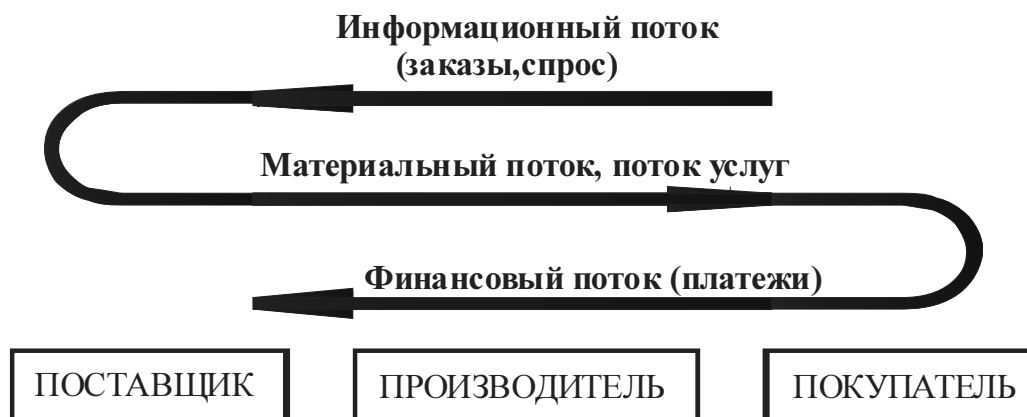 Информационный поток
(заказы,спрос)
Материальный поток, поток услуг
Финансовый поток (платежи)
ПОСТАВЩИК
ПРОИЗВОДИТЕЛЬ
ПОКУПАТЕЛЬ